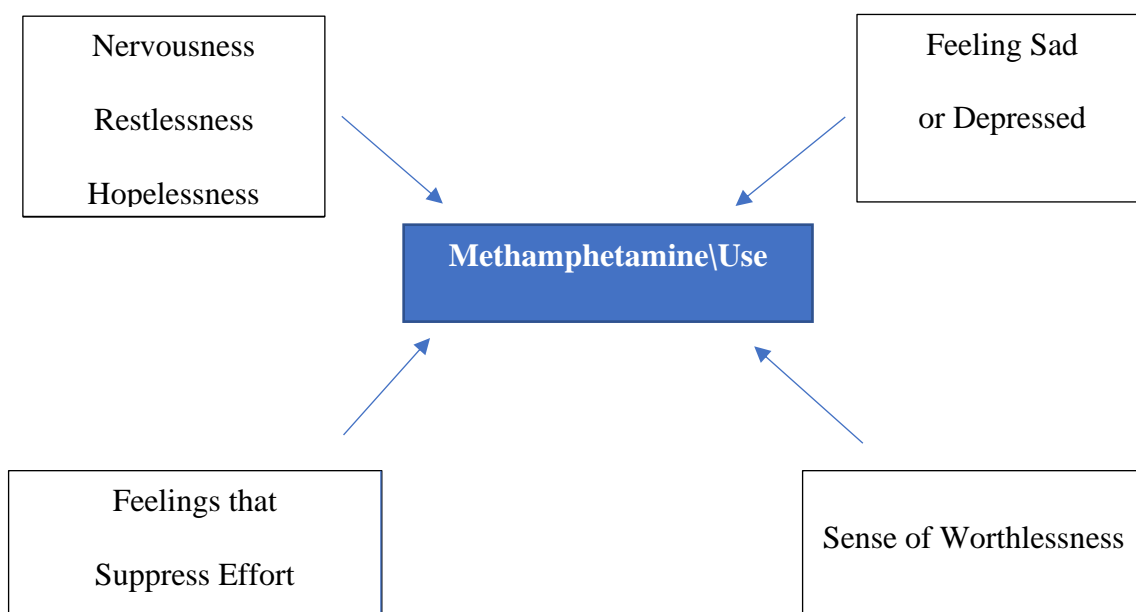 Nervousness
Restlessness
Hopelessness
Feeling Sad
or Depressed
Methamphetamine\Use
Feelings that
Suppress Effort
Sense of Worthlessness